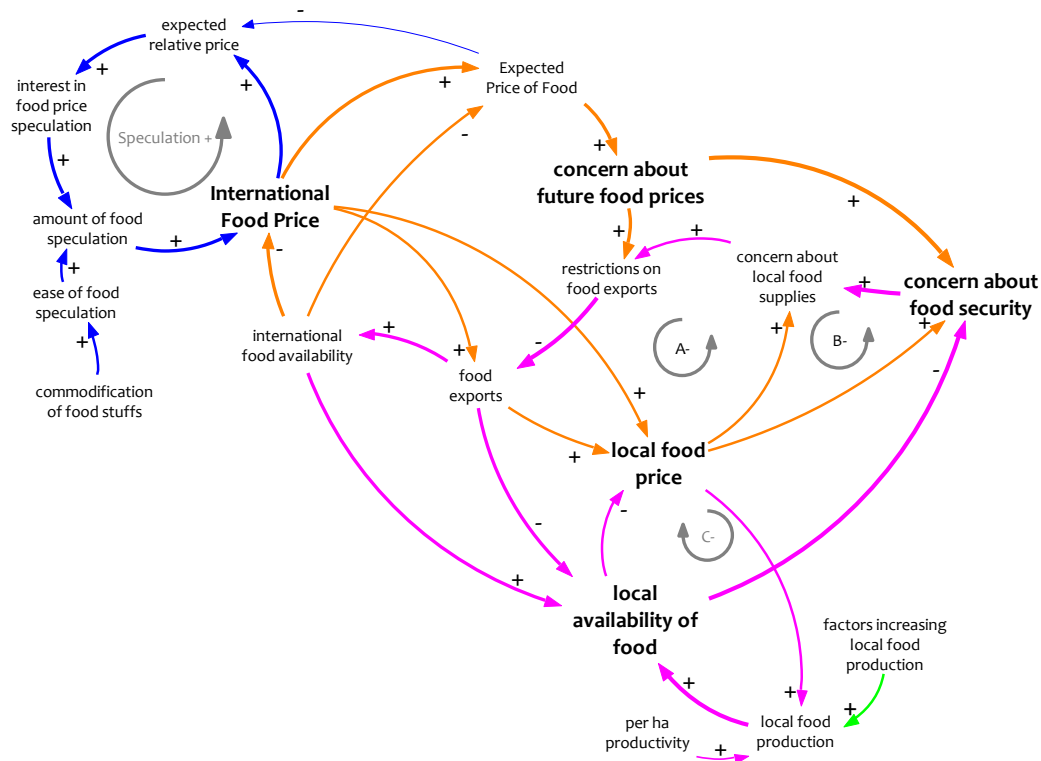 expected
relative price
-
+
+
interest in
food price
speculation
Speculation +
+
Expected
Price of Food
-
+
+
concern about
future food prices
+
International
Food Price
amount of food
speculation
+
-
+
+
restrictions on
food exports
concern about
local food
supplies
+
concern about
food security
+
ease of food
speculation
+
international
food availability
+
-
+
A-
+
B-
+
-
commodification
of food stuffs
food
exports
+
+
local food
price
-
-
C-
+
local
availability of
food
factors increasing
local food
production
+
+
+
per ha
productivity
+
local food
production